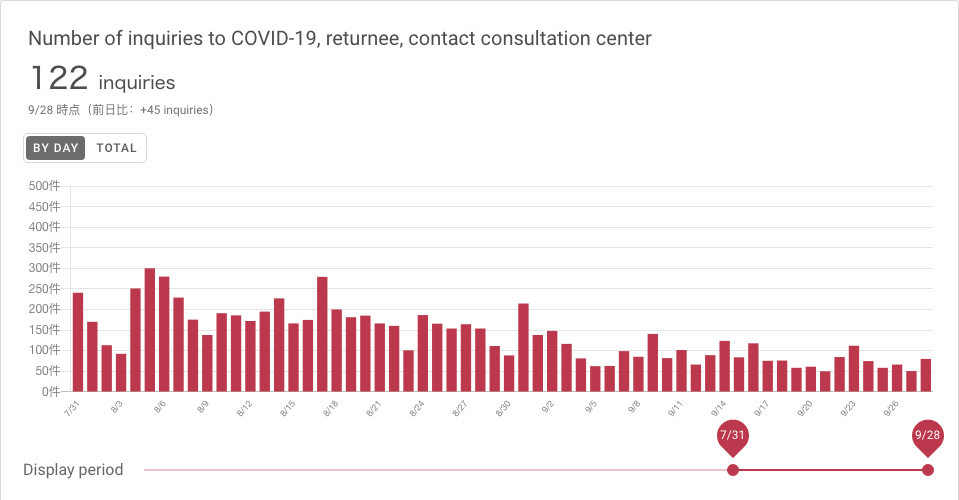 Number of inquiries to COVID-19, returnee, contact consultation center
122 inquiries
9/28 時点（前日比：+45 inquiries）
BY DAY TOTAL
500件
450件
400件
350件
300件
250件
200件
150件
100件
50件
0件
7/31 8/3 8/6 8/9 8/12 8/15 8/18 8/21 8/24 8/27 8/30 9/2 9/5 9/8 9/11 9/14 9/17 9/20 9/23 9/26
7/31 9/28
Display period